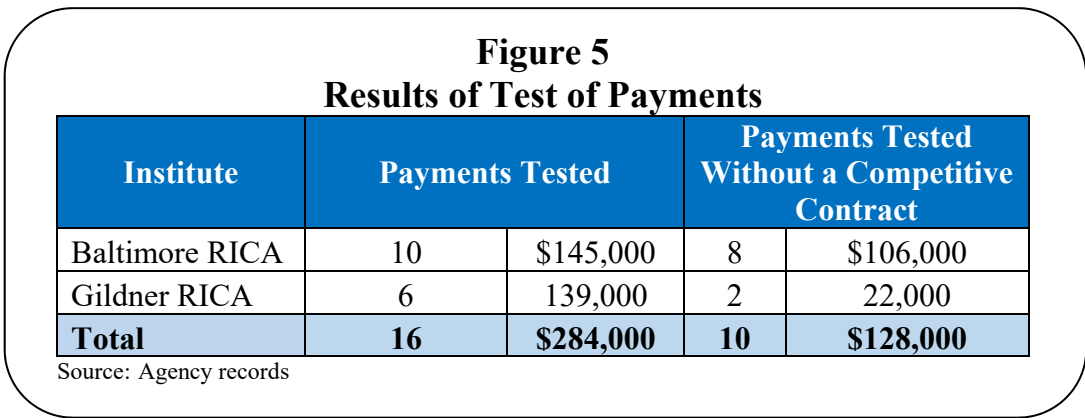 Figure 5
Results of Test of Payments
Institute Payments Tested Payments Tested
Without a Competitive
Contract
Baltimore RICA 10 $145,000 8 $106,000
Gildner RICA 6 139,000 2 22,000
Total 16 $284,000 10 $128,000
Source: Agency records